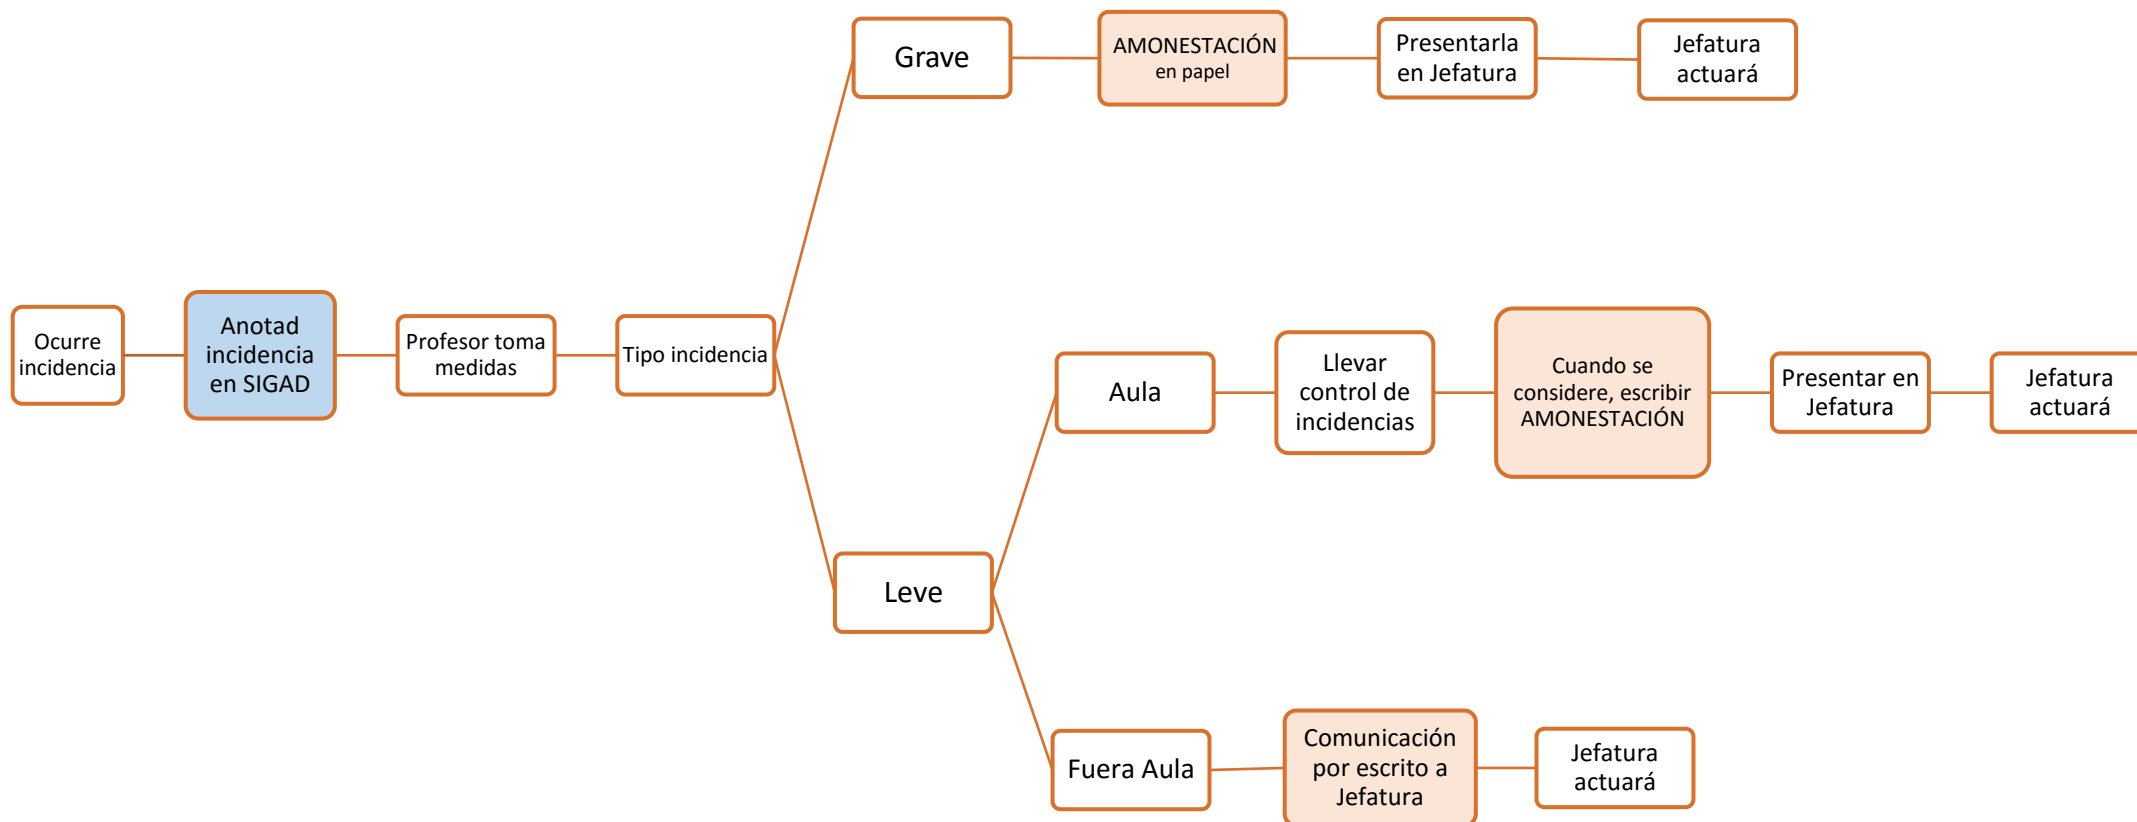 Ocurre
incidencia
Anotad
incidencia
en SIGAD
Profesor toma
medidas
Tipo incidencia
Grave
AMONESTACIÓN
en papel
Presentarla
en Jefatura
Jefatura
actuará
Leve
Aula
Llevar
control de
incidencias
Cuando se
considere, escribir
AMONESTACIÓN
Presentar en
Jefatura
Jefatura
actuará
Fuera Aula
Comunicación
por escrito a
Jefatura
Jefatura
actuará